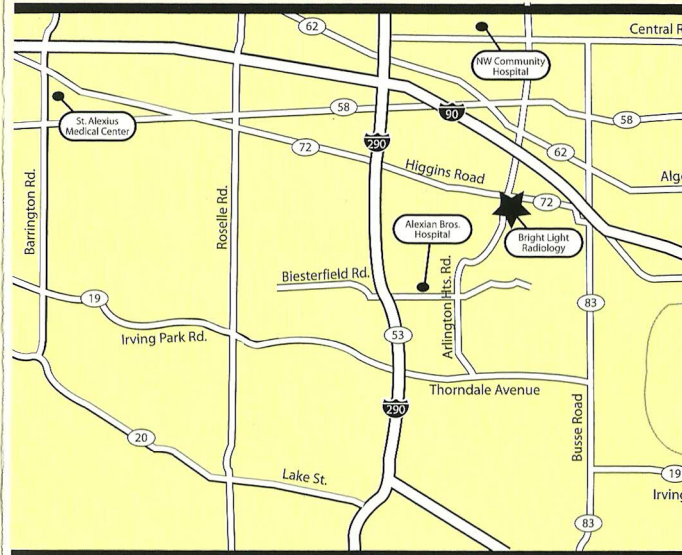 62
Central R
NW Community
Hospital
St. Alexius
Medical Center
58
90
58
72
290
62
Higgins Road
72
Alg
Barrington Rd.
Roselle Rd.
Alexian Bros.
Hospital
Bright Light
Radiology
Biesterfield Rd.
Arlington Hts. Rd.
19
83
Irving Park Rd.
53
Thorndale Avenue
290
Busse Road
20
Lake St.
19
Irving
83